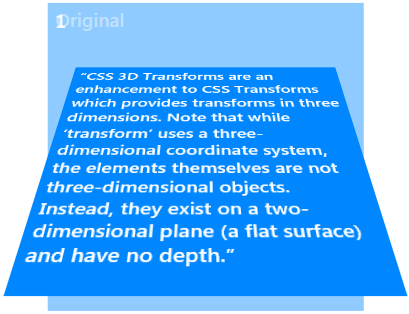 1
Original
"CSS 3D Transforms are an
enhancement to CSS Transforms
which provides transforms in three
dimensions. Note that while
‘transform’ uses a three-
dimensional coordinate system,
the elements themselves are not
three-dimensional objects.
Instead, they exist on a two-
dimensional plane (a flat surface)
and have no depth."